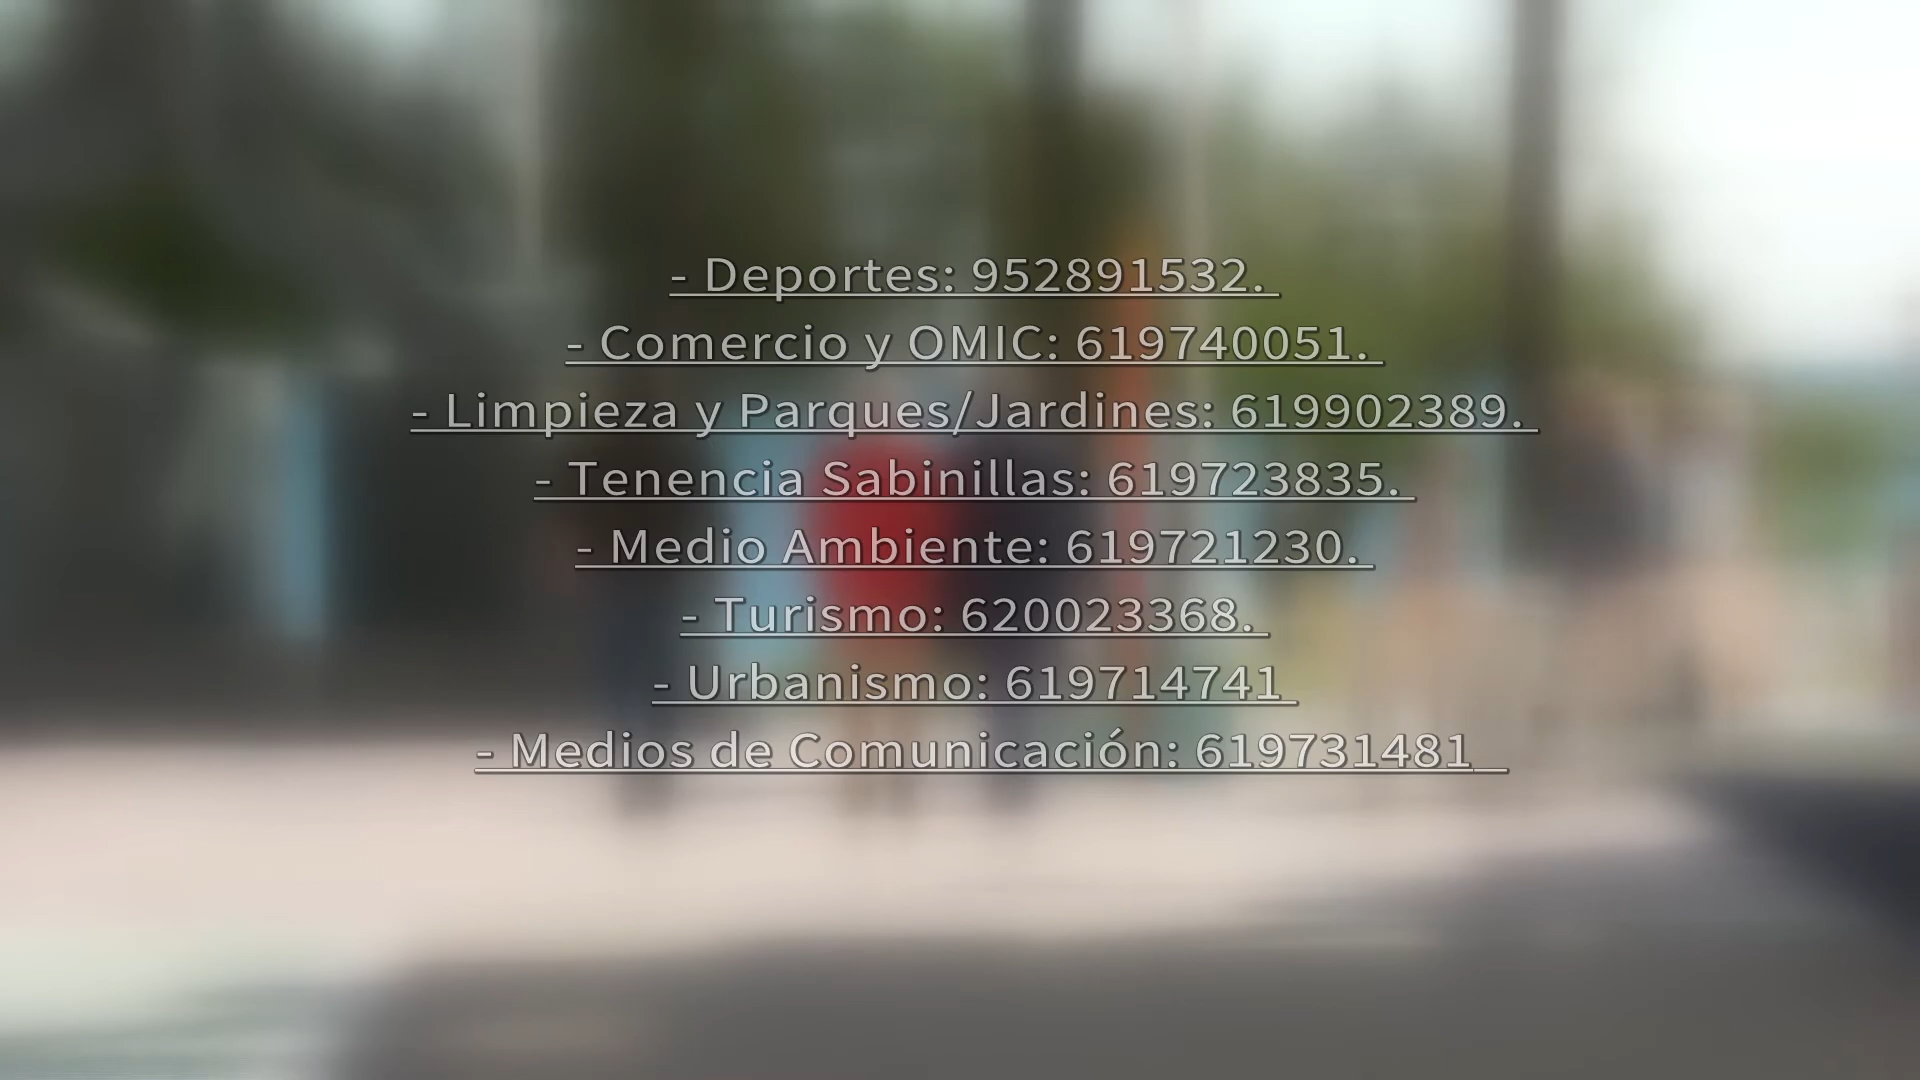 - Deportes: 952891532.
- Comercio y OMIC: 619740051.
- Limpieza y Parques/Jardines: 619902389.
- Tenencia Sabinillas: 619723835.
- Medio Ambiente: 619721230.
- Turismo: 620023368.
- Urbanismo: 619714741
- Medios de Comunicación: 619731481